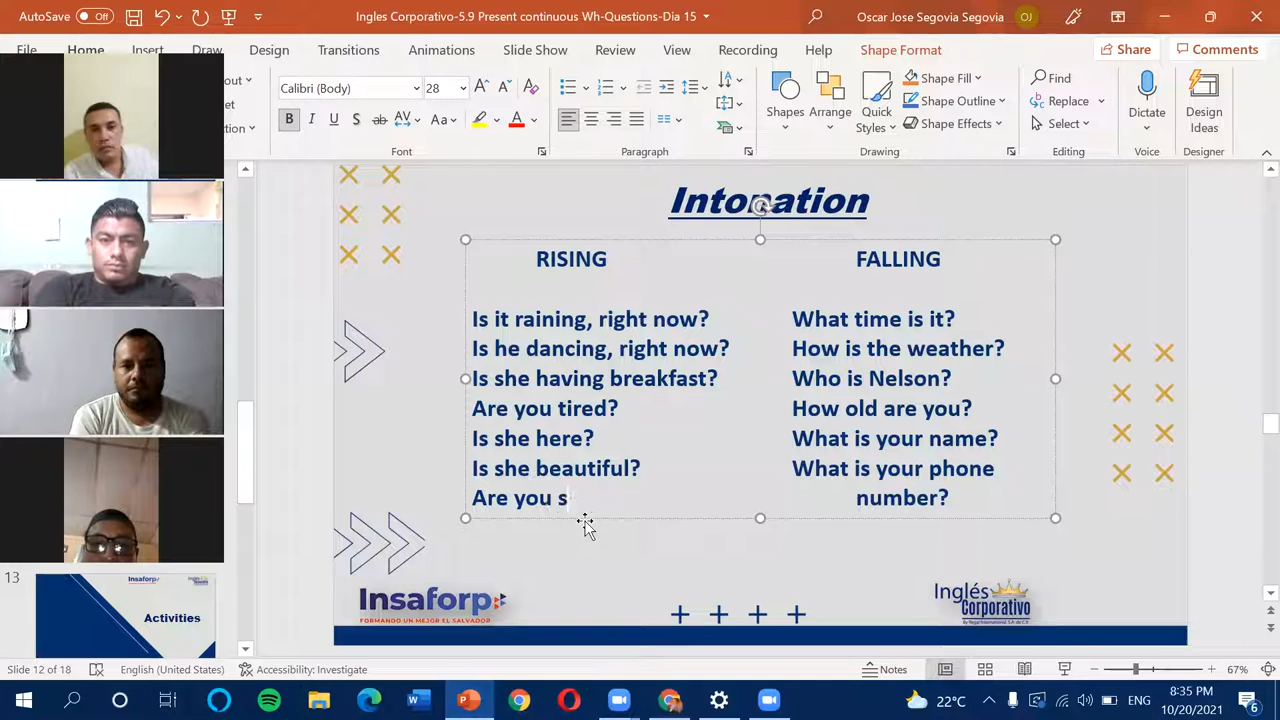 AutoSave Off
Ingles Corporativo-5.9 Present continuous Wh-Questions-Dia 15
Oscar Jose Segovia Segovia
OJ
File Home Insert Draw Design Transitions Animations Slide Show Review View Recording Help Shape Format
Share Comments
Calibri (Body) 28
Shapes
Arrange
Quick Styles
Shape Fill
Shape Outline
Shape Effects
Find
Replace
Select
Dictate
Design Ideas
Font
Paragraph
Drawing
Editing
Voice
Designer
Intonation
RISING FALLING
Is it raining, right now? What time is it?
Is he dancing, right now? How is the weather?
Is she having breakfast? Who is Nelson?
Are you tired? How old are you?
Is she here? What is your name?
Is she beautiful? What is your phone
Are you s number?
Insaforp
FORMANDO UN MEJOR EL SALVADOR
Inglés
Corporativo
13
Insaforp
Activities
Slide 12 of 18 English (United States) Accessibility: Investigate Notes 67%
22°C ENG
8:35 PM
10/20/2021
6